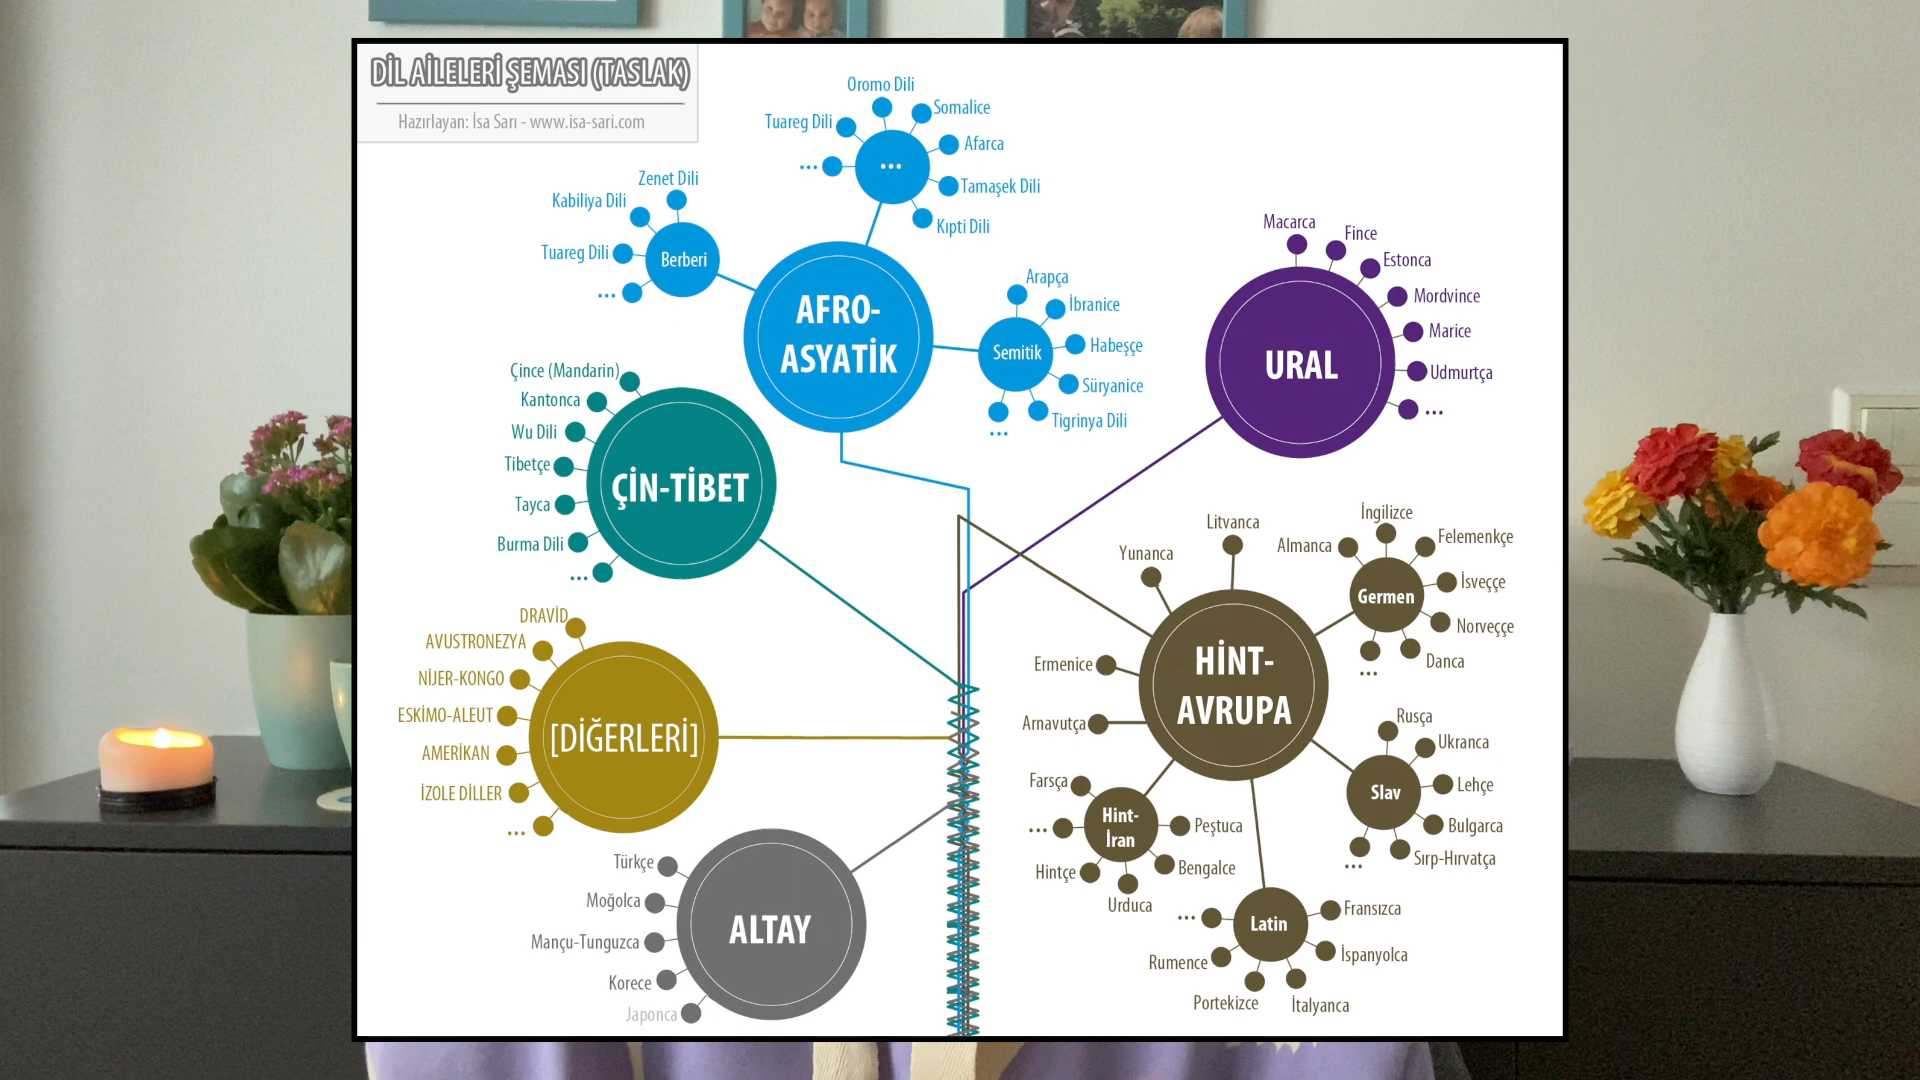 DİL AİLELERİ ŞEMASI (TASLAK)
Hazırlayan: İsa Sarı - www.isa-sari.com
Oromo Dili
Somalice
Tuareg Dili
Afarca
...
...
Tamaşek Dili
Kıpti Dili
Zenet Dili
Kabiliya Dili
Tuareg Dili
Berberi
...
AFRO-
ASYATİK
Arapça
İbranice
Semitik
Habeşçe
Süryanice
Tigrinya Dili
...
Macarca
Fince
Estonca
Mordvince
Marice
URAL
Udmurtça
...
Çince (Mandarin)
Kantonca
Wu Dili
Tibetçe
ÇİN-TİBET
Tayca
Burma Dili
...
DRAVİD
AVUSTRONEZYA
NİJER-KONGO
ESKİMO-ALEUT
[DİĞERLERİ]
AMERİKAN
İZOLE DİLLER
...
Türkçe
Moğolca
ALTAY
Mançu-Tunguzca
Korece
Japonca
Litvanca
Yunanca
HİNT-
AVRUPA
Ermenice
Arnavutça
İngilizce
Almanca
Felemenkçe
İsveççe
Germen
Norveççe
Danca
...
Rusça
Ukranca
Lehçe
Slav
Bulgarca
Sırp-Hırvatça
...
Farsça
...
Hint-
İran
Peştuca
Hintçe
Bengalce
Urduca
...
Fransızca
Latin
İspanyolca
Rumence
Portekizce
İtalyanca